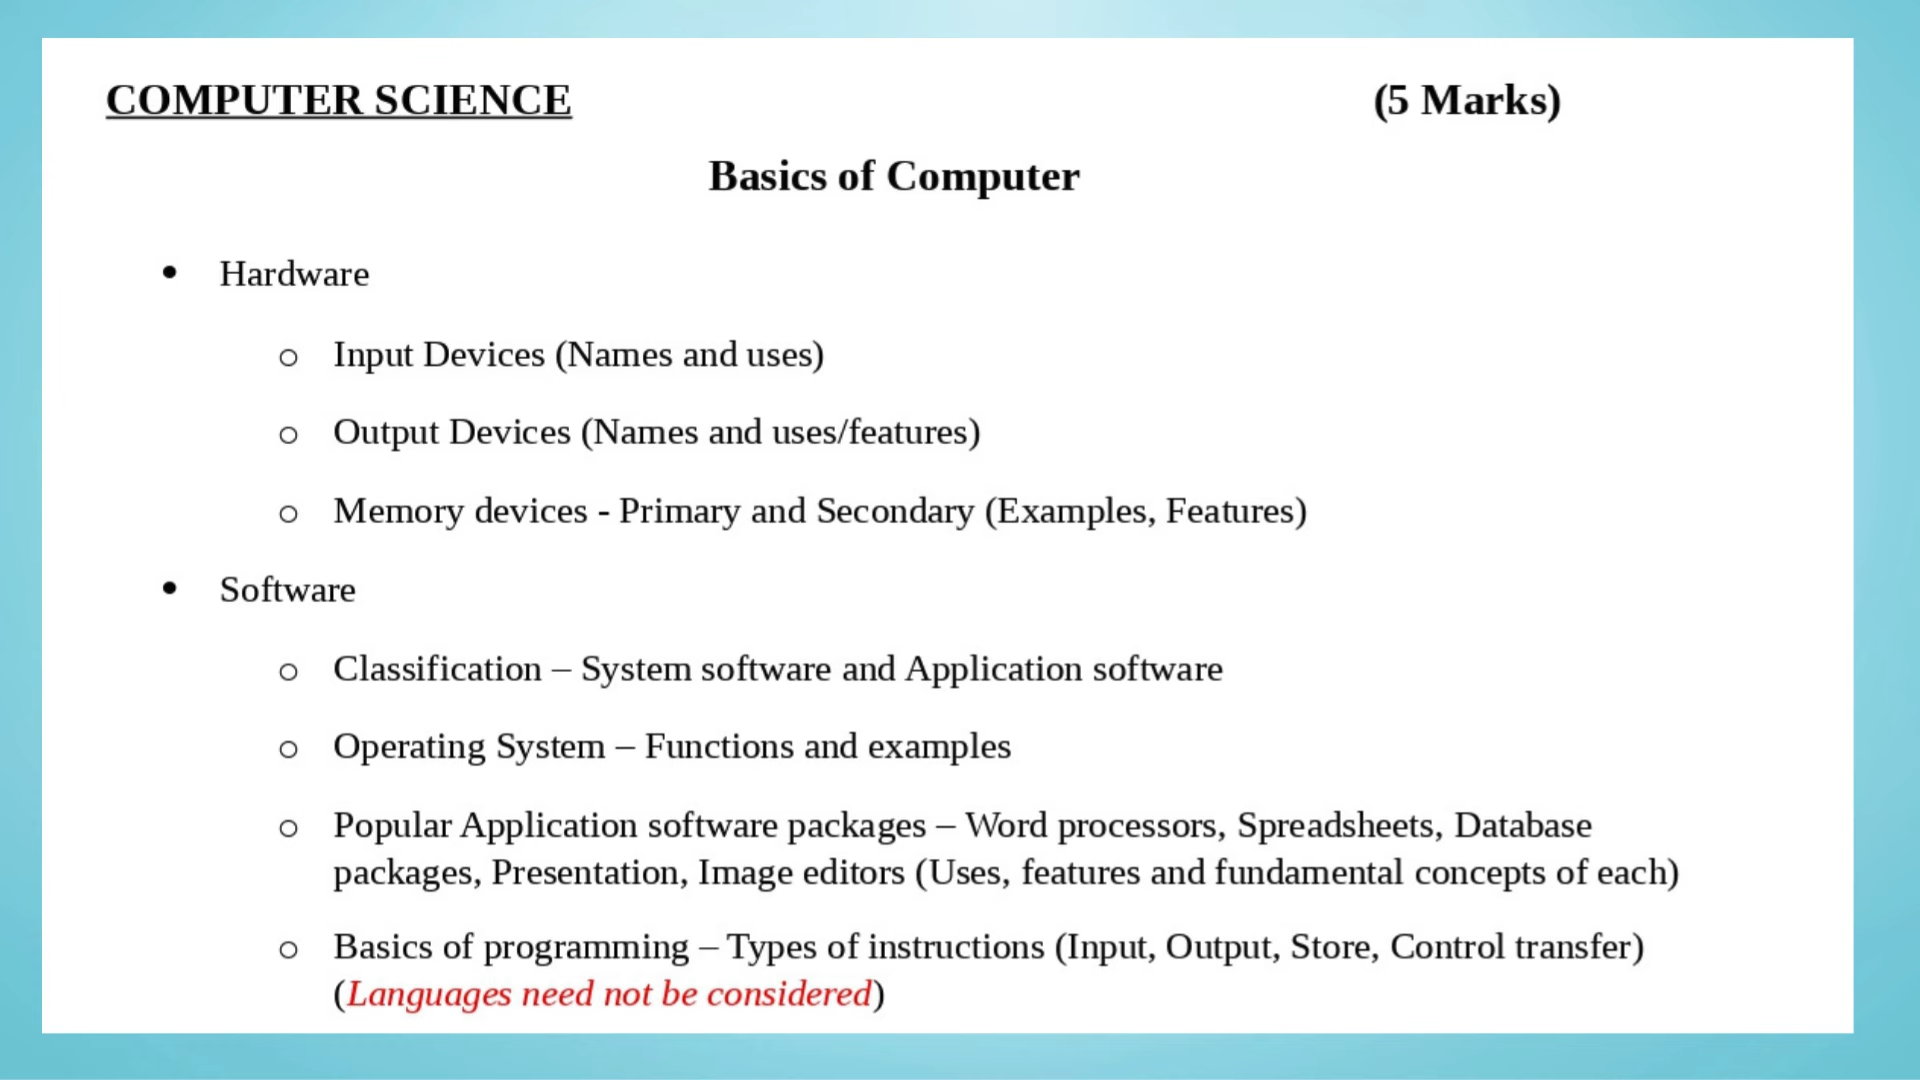 COMPUTER SCIENCE (5 Marks)
Basics of Computer
• Hardware
o Input Devices (Names and uses)
o Output Devices (Names and uses/features)
o Memory devices - Primary and Secondary (Examples, Features)
• Software
o Classification – System software and Application software
o Operating System – Functions and examples
o Popular Application software packages – Word processors, Spreadsheets, Database
packages, Presentation, Image editors (Uses, features and fundamental concepts of each)
o Basics of programming – Types of instructions (Input, Output, Store, Control transfer)
(Languages need not be considered)